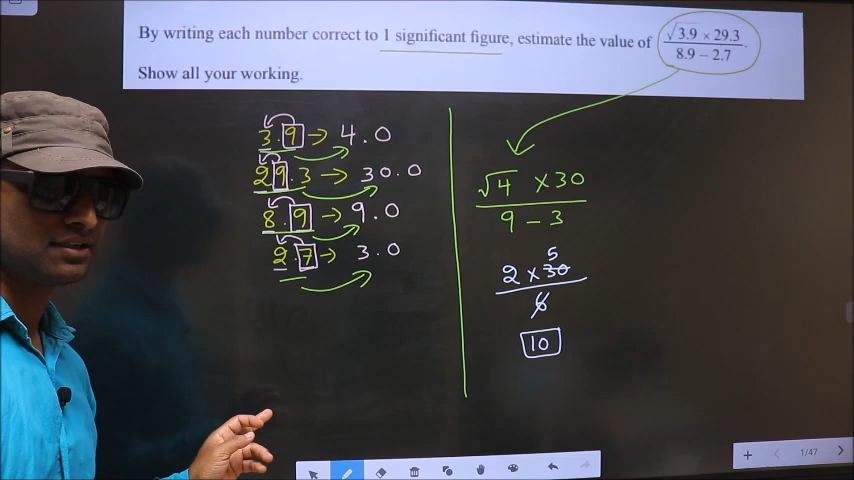 By writing each number correct to 1 significant figure, estimate the value of √3.9 × 29.3 / 8.9 − 2.7 .
Show all your working.
3.9 → 4.0
29.3 → 30.0
8.9 → 9.0
2.7 → 3.0
√4 × 30
9 − 3
5
2 × 30
6
10
1/47